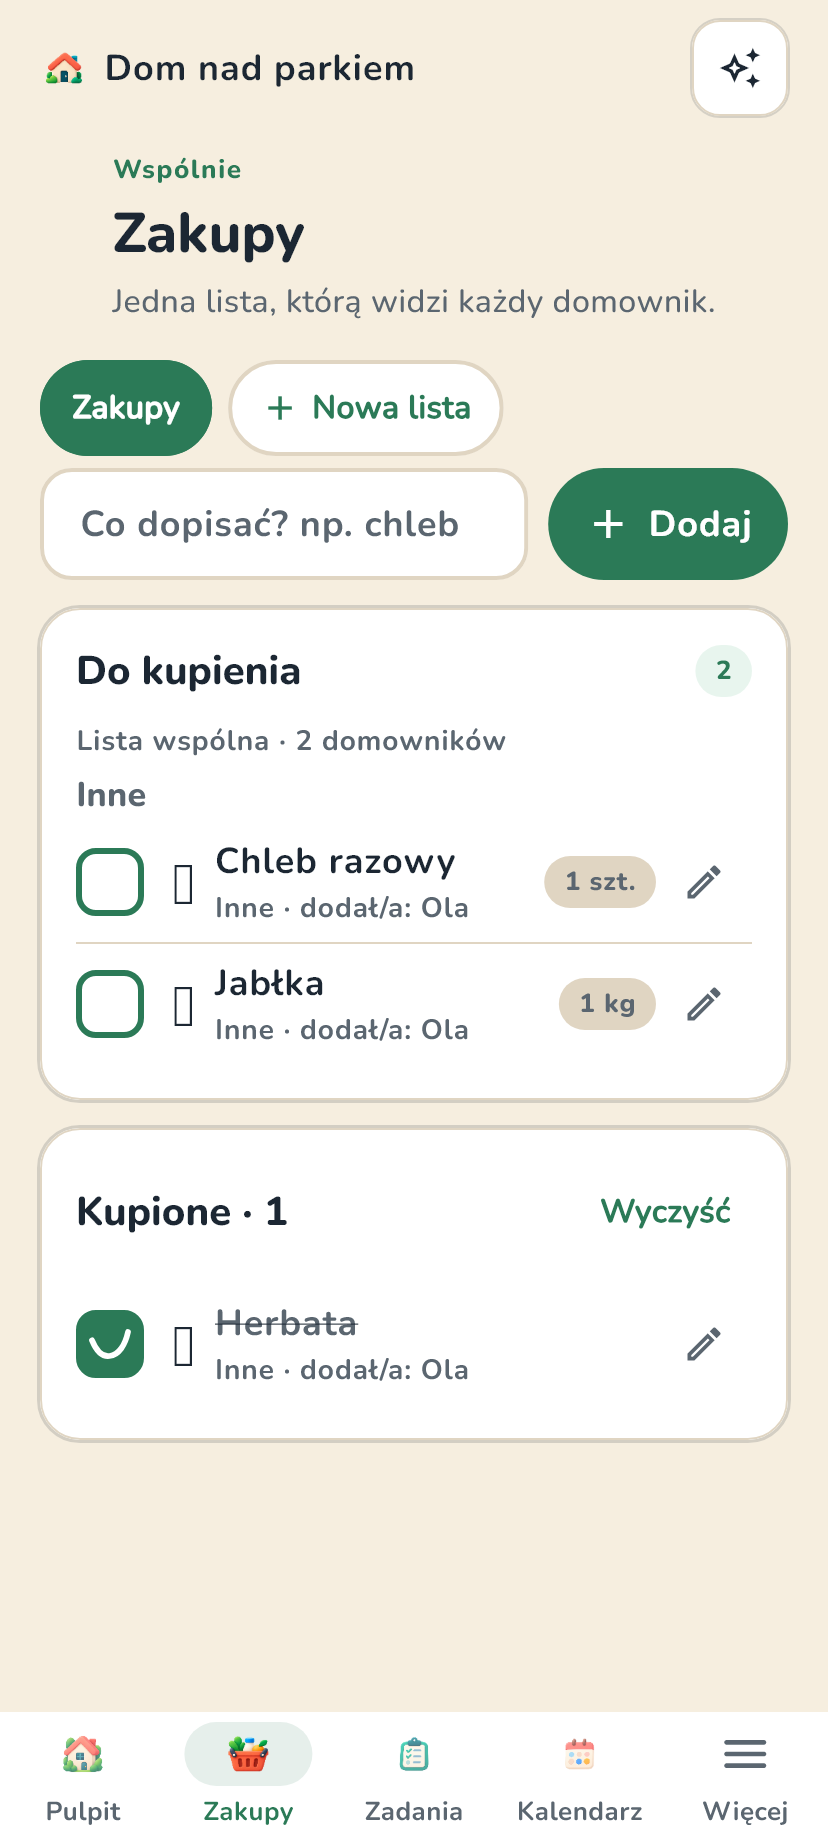 Dom nad parkiem
Wspólnie
Zakupy
Jedna lista, którą widzi każdy domownik.
Zakupy
+ Nowa lista
Co dopisać? np. chleb
+ Dodaj
Do kupienia
2
Lista wspólna · 2 domowników
Inne
Chleb razowy
1 szt.
Inne · dodał/a: Ola
Jabłka
1 kg
Inne · dodał/a: Ola
Kupione · 1
Wyczyść
Herbata
Inne · dodał/a: Ola
Pulpit
Zakupy
Zadania
Kalendarz
Więcej